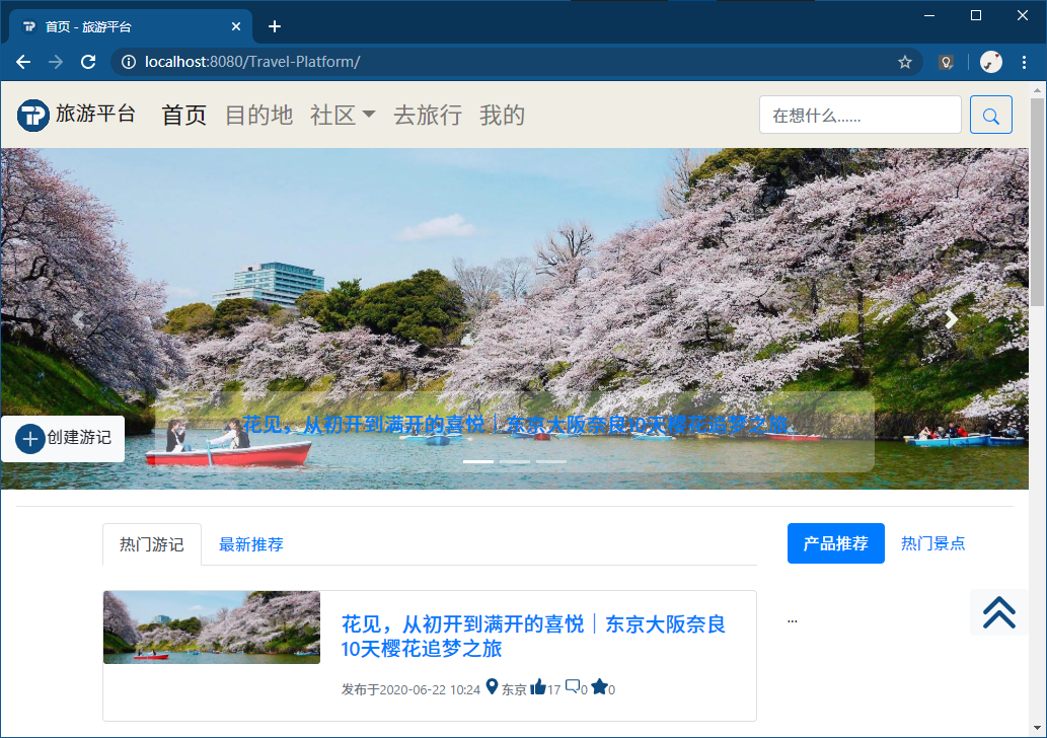 首页 - 旅游平台
localhost:8080/Travel-Platform/
TP 旅游平台 首页 目的地 社区 去旅行 我的 在想什么......
花见，从初开到满开的喜悦｜东京大阪奈良10天樱花追梦之旅
创建游记
热门游记 最新推荐 产品推荐 热门景点
花见，从初开到满开的喜悦｜东京大阪奈良
10天樱花追梦之旅
...
发布于2020-06-22 10:24 东京 17 0 0